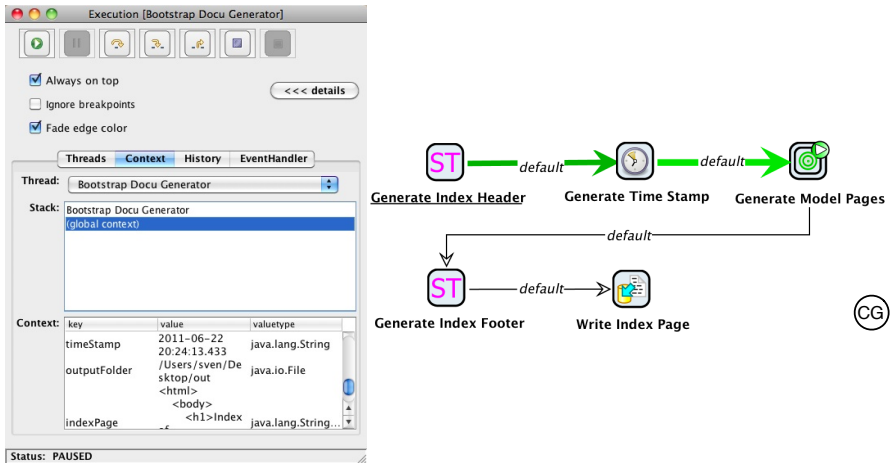 Execution [Bootstrap Docu Generator]
Always on top
<<< details
Ignore breakpoints
Fade edge color
Threads Context History EventHandler
Thread: Bootstrap Docu Generator
Stack: Bootstrap Docu Generator
(global context)
Context: key value valuetype
timeStamp 2011-06-22 20:24:13.433 java.lang.String
outputFolder /Users/sven/Desktop/out java.io.File
indexPage <html>
<body>
<h1>Index
of java.lang.String...
Status: PAUSED
ST default default
Generate Index Header Generate Time Stamp Generate Model Pages
default
ST default
Generate Index Footer Write Index Page
CG